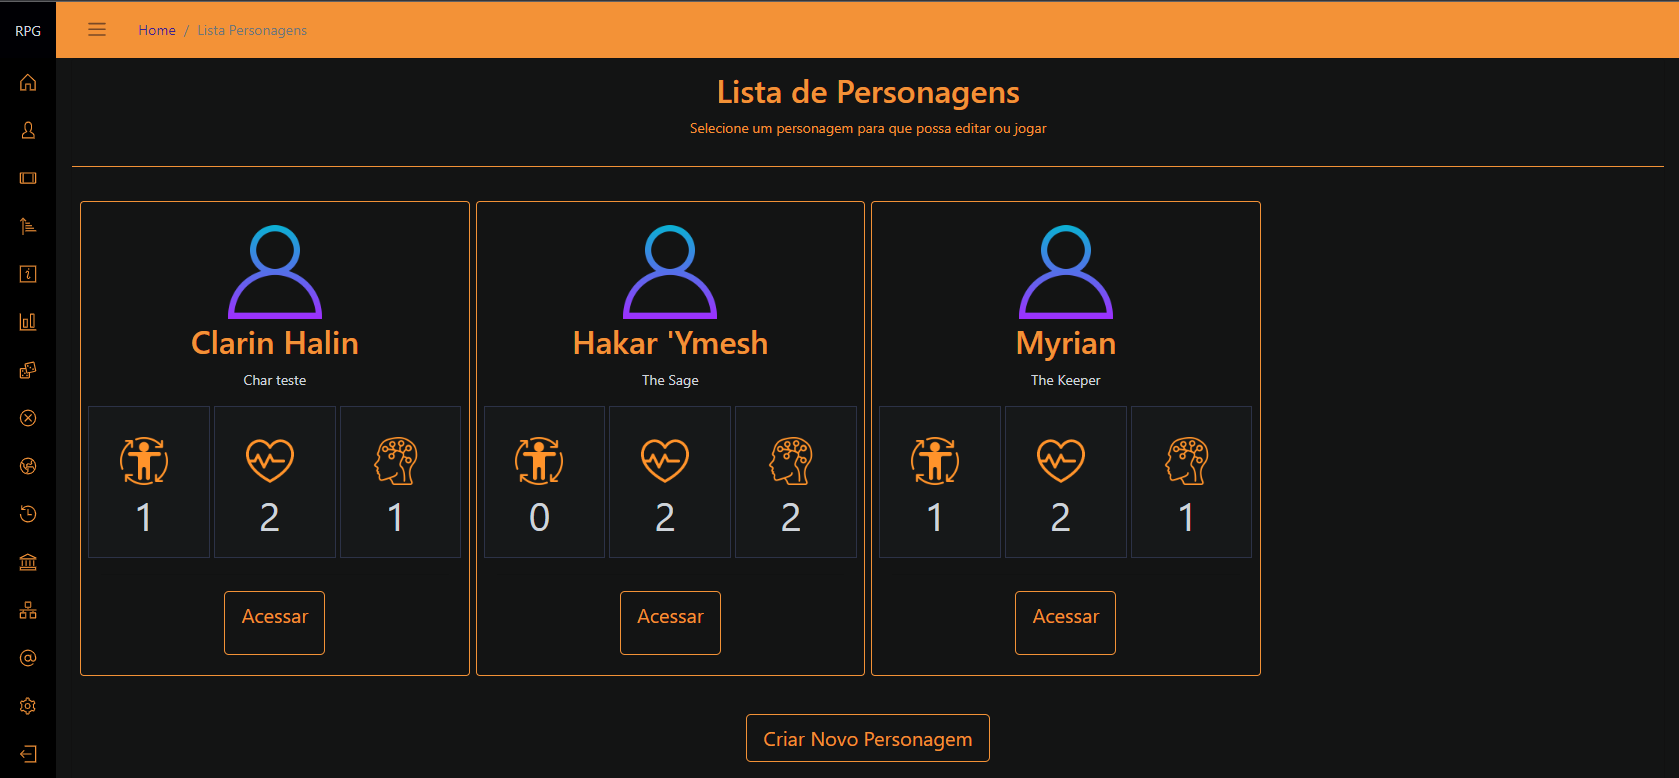 RPG
Home / Lista Personagens
Lista de Personagens
Selecione um personagem para que possa editar ou jogar
Clarin Halin
Char teste
1 2 1
Acessar
Hakar 'Ymesh
The Sage
0 2 2
Acessar
Myrian
The Keeper
1 2 1
Acessar
Criar Novo Personagem